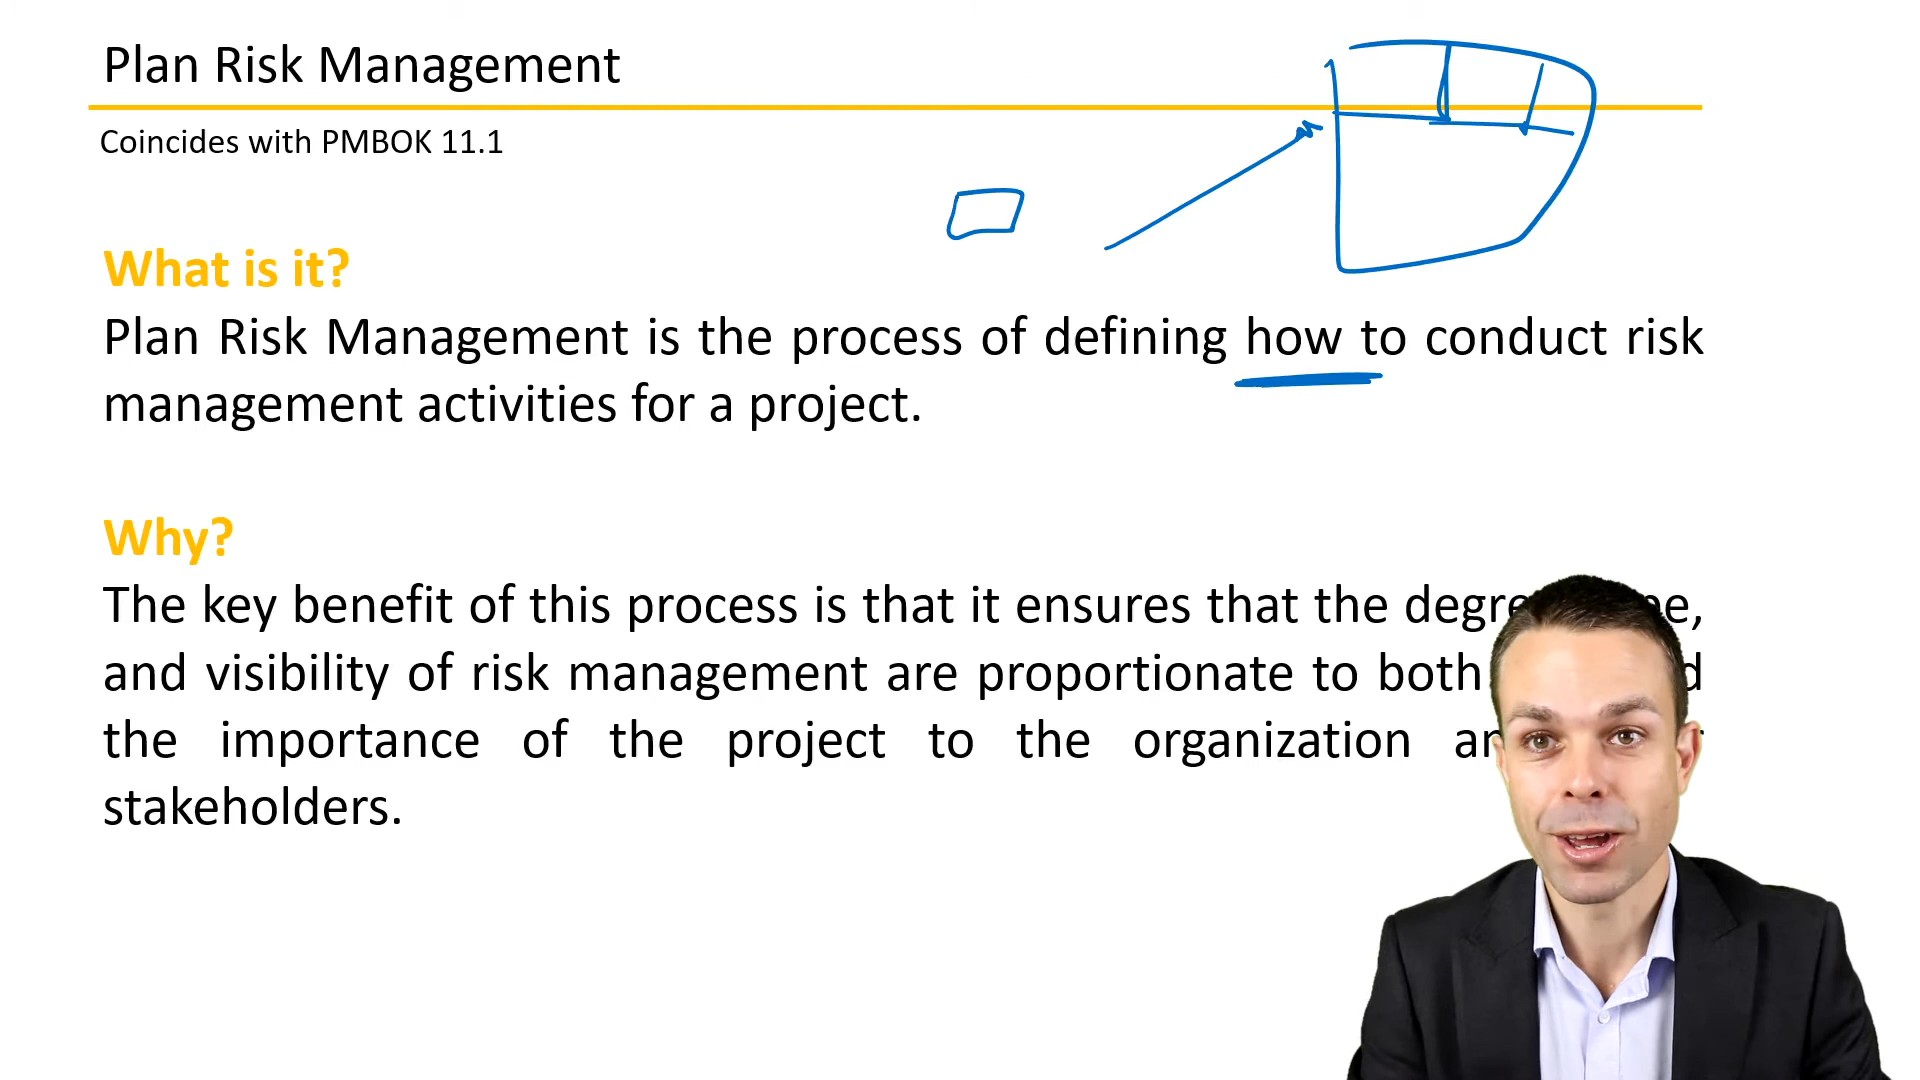 Plan Risk Management
Coincides with PMBOK 11.1
What is it?
Plan Risk Management is the process of defining how to conduct risk
management activities for a project.
Why?
The key benefit of this process is that it ensures that the
and visibility of risk management are proportionate to both
the importance of the project to the organization
stakeholders.